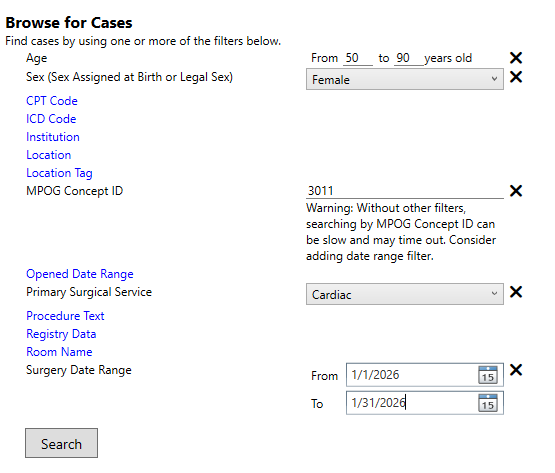 Browse for Cases
Find cases by using one or more of the filters below.
Age From 50 to 90 years old
Sex (Sex Assigned at Birth or Legal Sex) Female
CPT Code
ICD Code
Institution
Location
Location Tag
MPOG Concept ID 3011
Warning: Without other filters,
searching by MPOG Concept ID can
be slow and may time out. Consider
adding date range filter.
Opened Date Range
Primary Surgical Service Cardiac
Procedure Text
Registry Data
Room Name
Surgery Date Range
From 1/1/2026 15
To 1/31/2026 15
Search